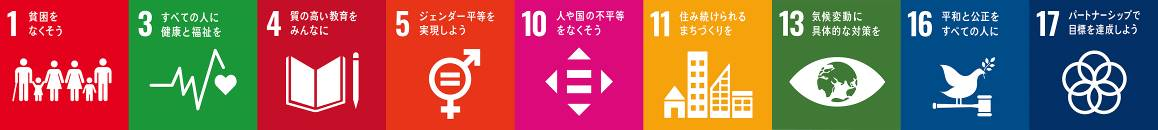 1 貧困を
なくそう
3 すべての人に
健康と福祉を
4 質の高い教育を
みんなに
5 ジェンダー平等を
実現しよう
10 人や国の不平等
をなくそう
11 住み続けられる
まちづくりを
13 気候変動に
具体的な対策を
16 平和と公正を
すべての人に
17 パートナーシップで
目標を達成しよう